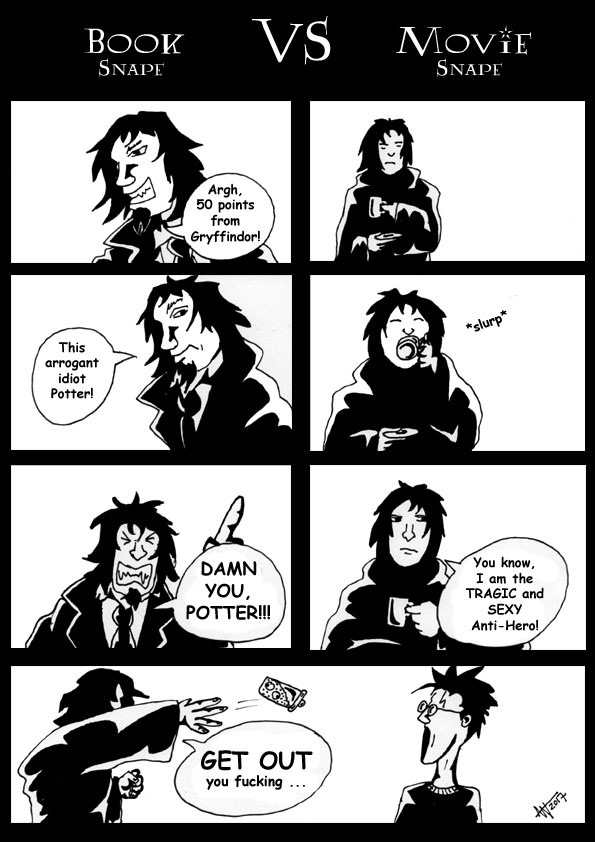 BOOK VS MOVIE
SNAPE SNAPE
Argh,
50 points
from
Gryffindor!
This
arrogant
idiot
Potter!
*slurp*
DAMN
YOU,
POTTER!!!
You know,
I am the
TRAGIC and
SEXY
Anti-Hero!
GET OUT
you fucking ...
2017